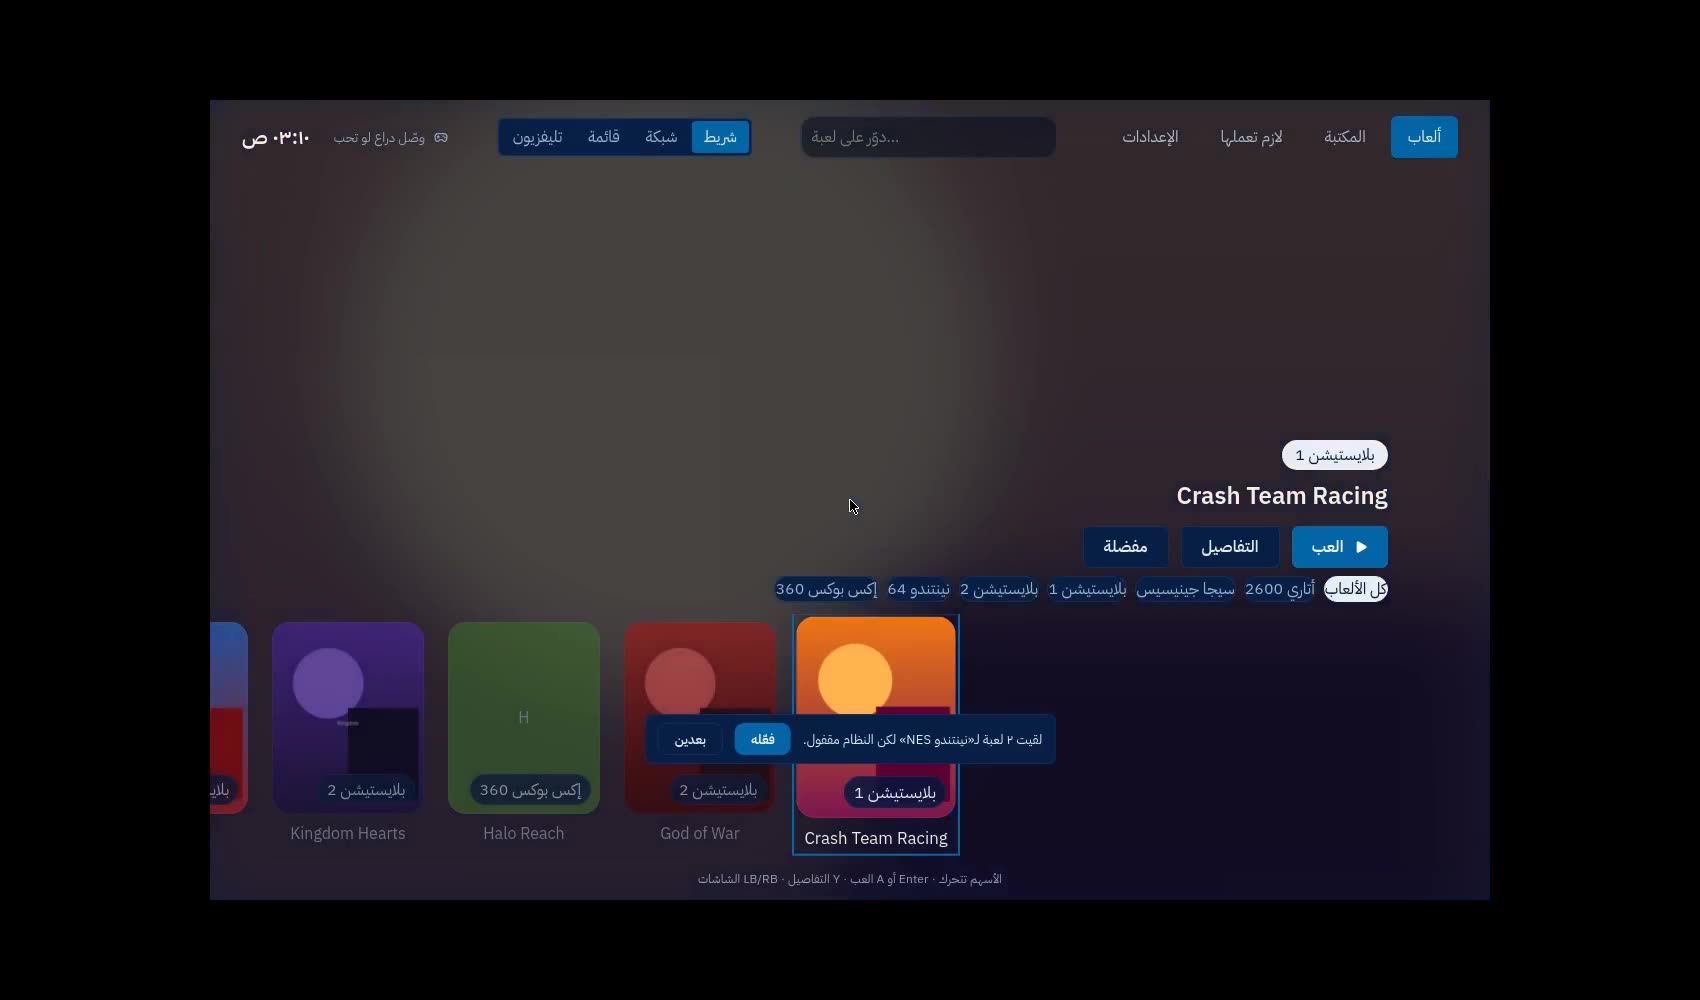 ألعاب
المكتبة
لازم تعملها
الإعدادات
دوّر على لعبة...
شريط
شبكة
قائمة
تليفزيون
وصّل دراع لو تحب
٠٣:١٠ ص
بلايستيشن 1
Crash Team Racing
العب
التفاصيل
مفضلة
كل الألعاب
أتاري 2600
سيجا جينيسيس
بلايستيشن 1
بلايستيشن 2
نينتندو 64
إكس بوكس 360
بلايستيشن 1
Crash Team Racing
بلايستيشن 2
God of War
H
إكس بوكس 360
Halo Reach
Kingdom
بلايستيشن 2
Kingdom Hearts
لقيت ٢ لعبة لـ«نينتندو NES» لكن النظام مقفول.
فعّله
بعدين
الأسهم تتحرك · Enter أو A العب · Y التفاصيل · LB/RB الشاشات